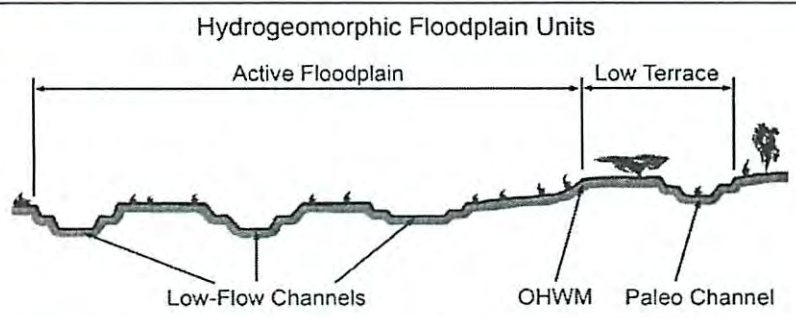 Hydrogeomorphic Floodplain Units
Active Floodplain
Low Terrace
Low-Flow Channels
OHWM
Paleo Channel